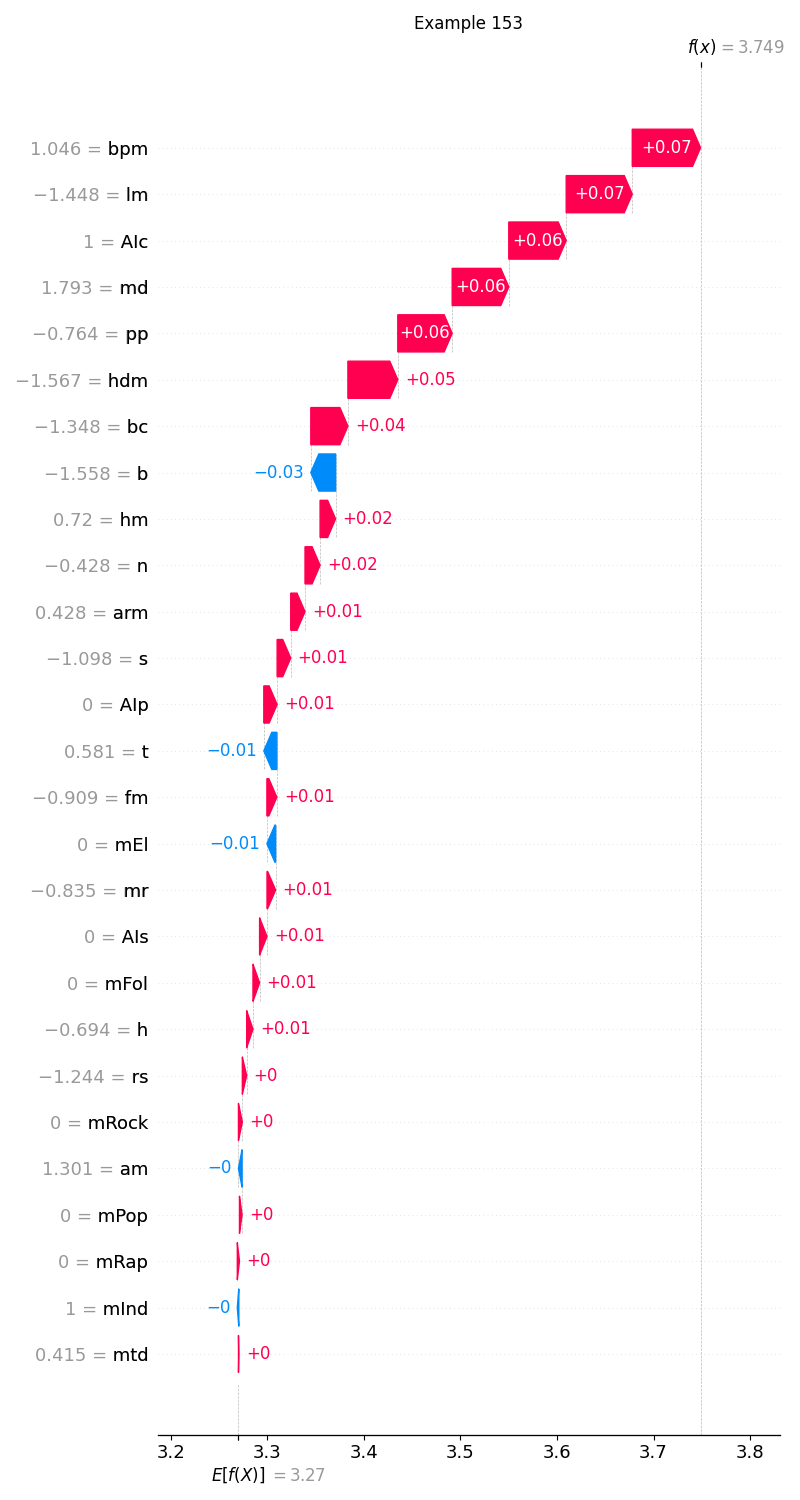 Example 153
f(x) = 3.749
1.046 = bpm +0.07
−1.448 = lm +0.07
1 = AIc +0.06
1.793 = md +0.06
−0.764 = pp +0.06
−1.567 = hdm +0.05
−1.348 = bc +0.04
−1.558 = b −0.03
0.72 = hm +0.02
−0.428 = n +0.02
0.428 = arm +0.01
−1.098 = s +0.01
0 = AIp +0.01
0.581 = t −0.01
−0.909 = fm +0.01
0 = mEl −0.01
−0.835 = mr +0.01
0 = AIs +0.01
0 = mFol +0.01
−0.694 = h +0.01
−1.244 = rs +0
0 = mRock +0
1.301 = am −0
0 = mPop +0
0 = mRap +0
1 = mInd −0
0.415 = mtd +0
3.2 3.3 3.4 3.5 3.6 3.7 3.8
E[f(X)] = 3.27